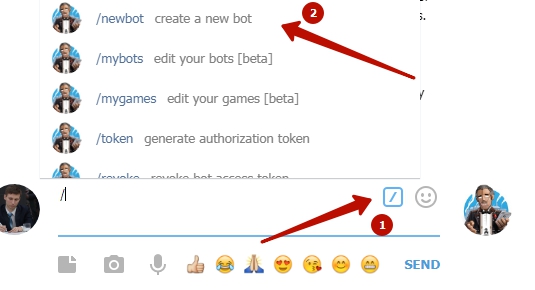 s.
/newbot create a new bot
2
/mybots edit your bots [beta]
/mygames edit your games [beta]
y
/token generate authorization token
/revoke revoke bot access token
/
/
1
SEND